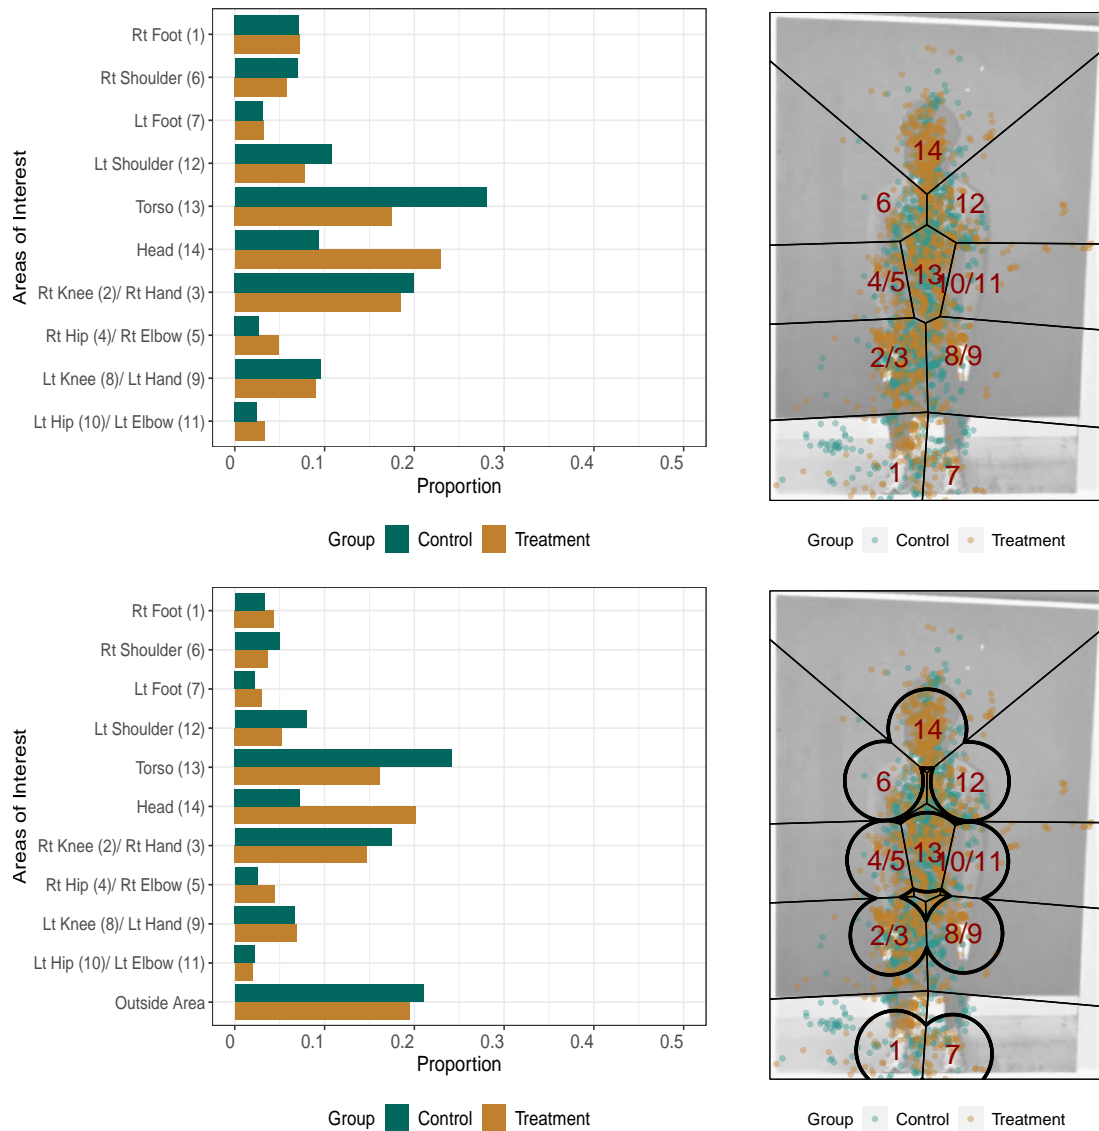 Areas of Interest
Rt Foot (1)
Rt Shoulder (6)
Lt Foot (7)
Lt Shoulder (12)
Torso (13)
Head (14)
Rt Knee (2)/ Rt Hand (3)
Rt Hip (4)/ Rt Elbow (5)
Lt Knee (8)/ Lt Hand (9)
Lt Hip (10)/ Lt Elbow (11)
0 0.1 0.2 0.3 0.4 0.5
Proportion
Group Control Treatment
14
6 12
4/5 13 10/11
2/3 8/9
1 7
Group Control Treatment
Areas of Interest
Rt Foot (1)
Rt Shoulder (6)
Lt Foot (7)
Lt Shoulder (12)
Torso (13)
Head (14)
Rt Knee (2)/ Rt Hand (3)
Rt Hip (4)/ Rt Elbow (5)
Lt Knee (8)/ Lt Hand (9)
Lt Hip (10)/ Lt Elbow (11)
Outside Area
0 0.1 0.2 0.3 0.4 0.5
Proportion
Group Control Treatment
14
6 12
4/5 13 10/11
2/3 8/9
1 7
Group Control Treatment